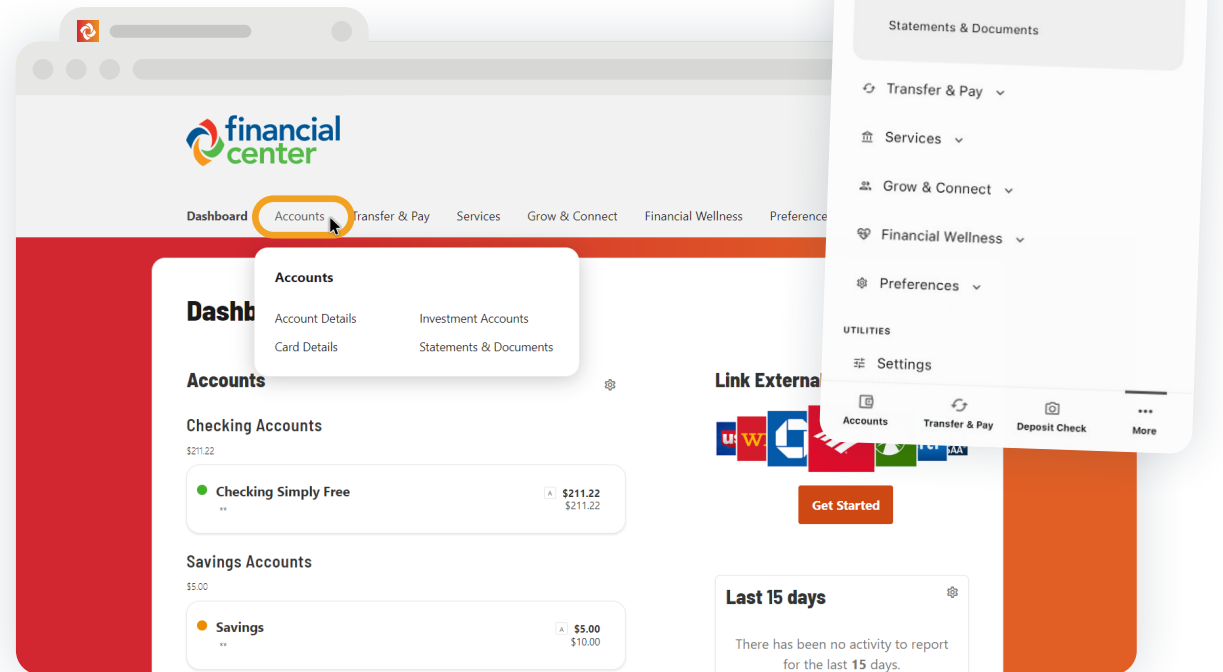 financial
center
Dashboard Accounts Transfer & Pay Services Grow & Connect Financial Wellness
Accounts
Account Details Investment Accounts
Card Details Statements & Documents
Accounts
Checking Accounts
$211.22
Checking Simply Free A $211.22
** $211.22
Savings Accounts
$5.00
Savings A $5.00
** $10.00
Link
Get Started
Last 15 days
There has been no activity to report
for the last 15 days.
Statements & Documents
Transfer & Pay
Services
Grow & Connect
Financial Wellness
Preferences
UTILITIES
Settings
Accounts Transfer & Pay Deposit Check More